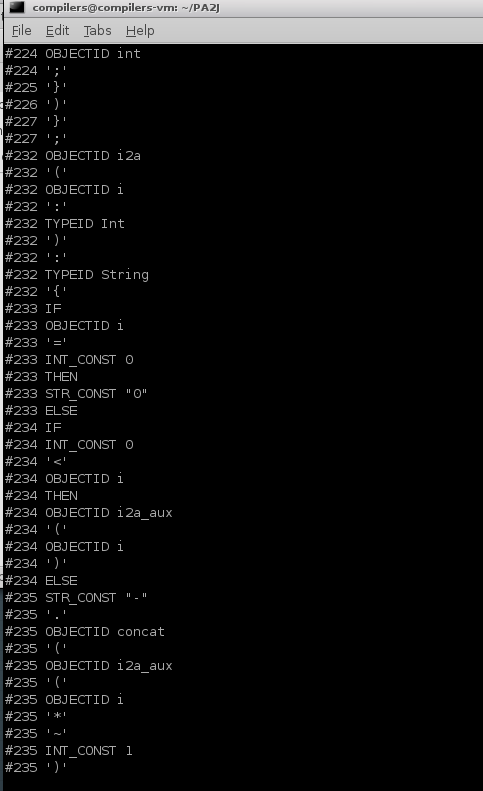 compilers@compilers-vm: ~/PA2J
File Edit Tabs Help
#224 OBJECTID int
#224 ';'
#225 '}'
#226 ')'
#227 '}'
#227 ';'
#232 OBJECTID i2a
#232 '('
#232 OBJECTID i
#232 ':'
#232 TYPEID Int
#232 ')'
#232 ':'
#232 TYPEID String
#232 '{'
#233 IF
#233 OBJECTID i
#233 '='
#233 INT_CONST 0
#233 THEN
#233 STR_CONST "0"
#233 ELSE
#234 IF
#234 INT_CONST 0
#234 '<'
#234 OBJECTID i
#234 THEN
#234 OBJECTID i2a_aux
#234 '('
#234 OBJECTID i
#234 ')'
#234 ELSE
#235 STR_CONST "-"
#235 '.'
#235 OBJECTID concat
#235 '('
#235 OBJECTID i2a_aux
#235 '('
#235 OBJECTID i
#235 '*'
#235 '~'
#235 INT_CONST 1
#235 ')'